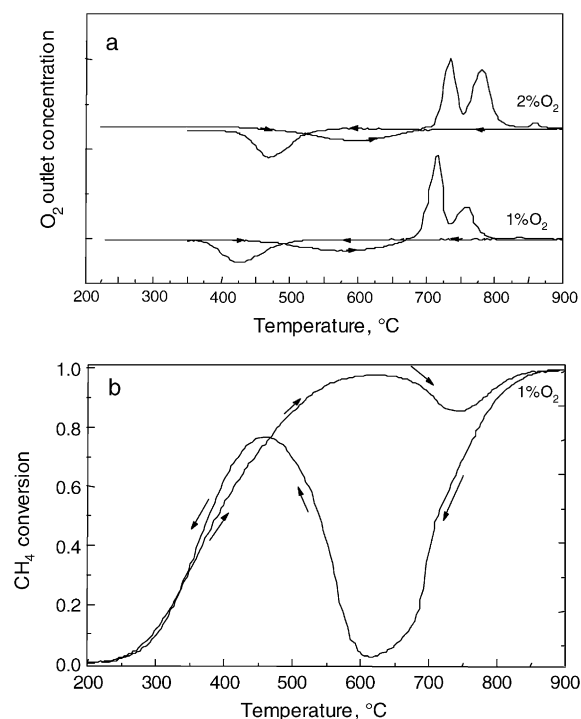 a
O₂ outlet concentration
2%O₂
1%O₂
200 300 400 500 600 700 800 900
Temperature, °C
b
1%O₂
CH₄ conversion
1.0
0.8
0.6
0.4
0.2
0.0
200 300 400 500 600 700 800 900
Temperature, °C